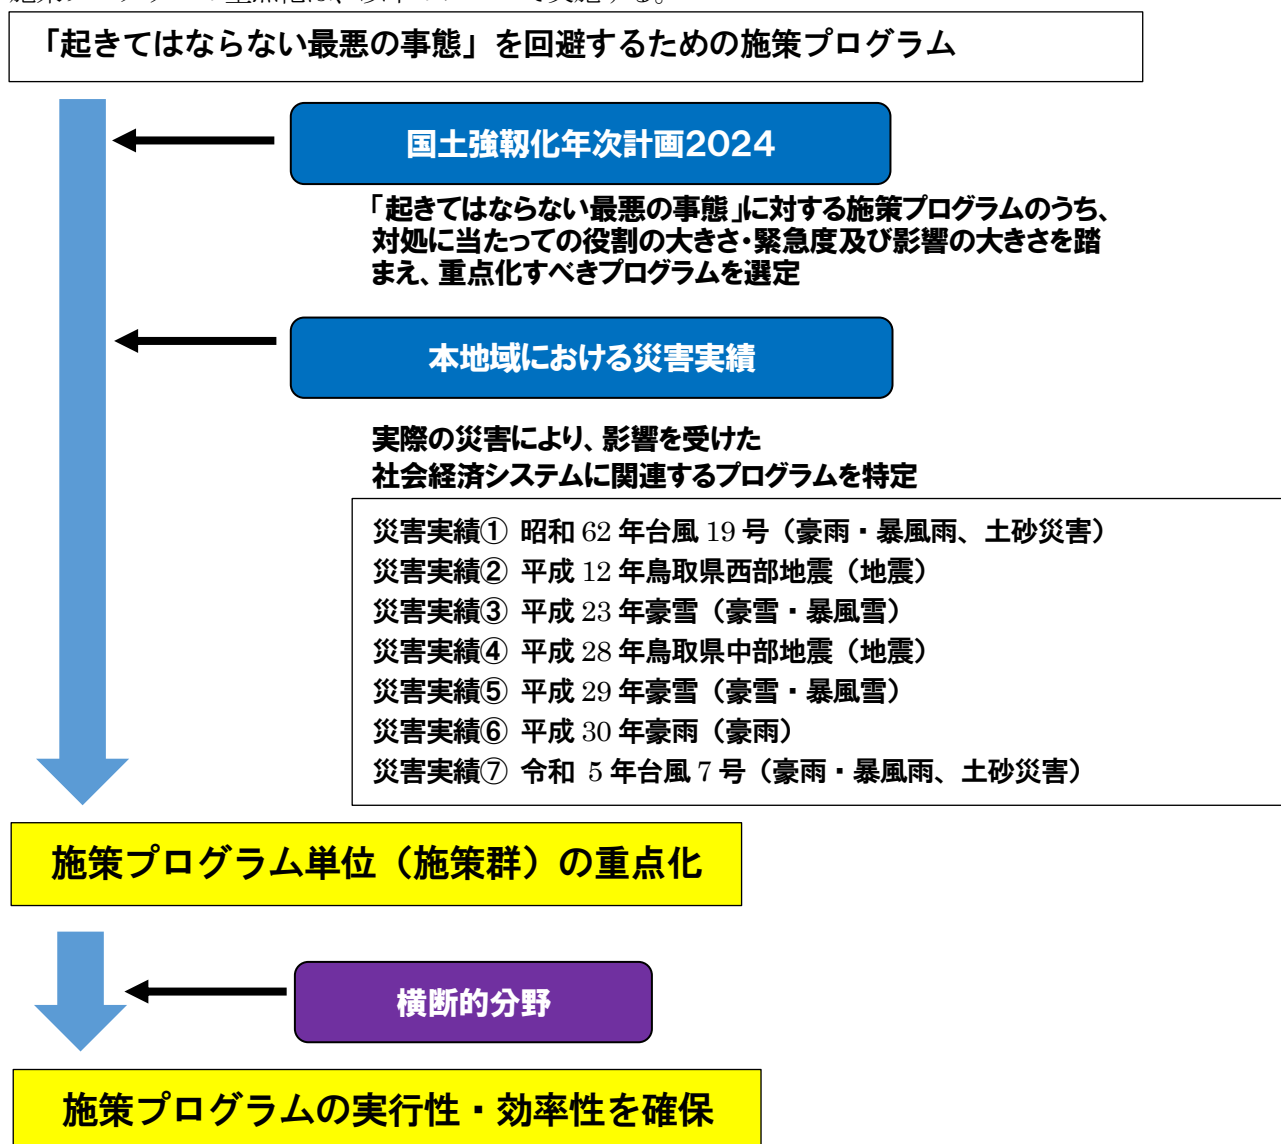 「起きてはならない最悪の事態」を回避するための施策プログラム
国土強靱化年次計画2024
「起きてはならない最悪の事態」に対する施策プログラムのうち、
対処に当たっての役割の大きさ・緊急度及び影響の大きさを踏
まえ、重点化すべきプログラムを選定
本地域における災害実績
実際の災害により、影響を受けた
社会経済システムに関連するプログラムを特定
災害実績① 昭和 62 年台風 19 号（豪雨・暴風雨、土砂災害）
災害実績② 平成 12 年鳥取県西部地震（地震）
災害実績③ 平成 23 年豪雪（豪雪・暴風雪）
災害実績④ 平成 28 年鳥取県中部地震（地震）
災害実績⑤ 平成 29 年豪雪（豪雪・暴風雪）
災害実績⑥ 平成 30 年豪雨（豪雨）
災害実績⑦ 令和 5 年台風 7 号（豪雨・暴風雨、土砂災害）
施策プログラム単位（施策群）の重点化
横断的分野
施策プログラムの実行性・効率性を確保